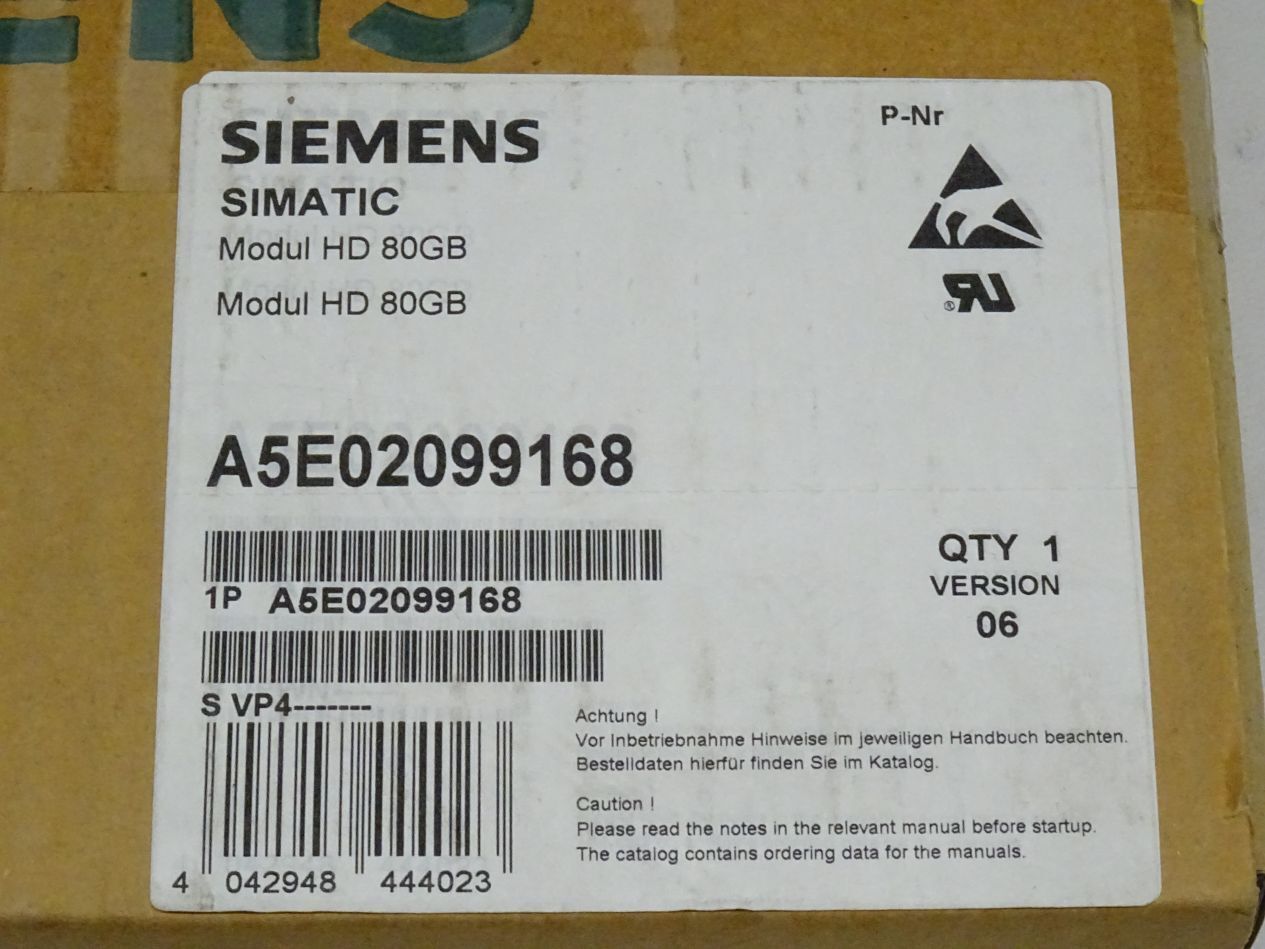 ENS
SIEMENS
SIMATIC
Modul HD 80GB
Modul HD 80GB
P-Nr
A5E02099168
1P A5E02099168
QTY 1
VERSION
06
S VP4-------
Achtung !
Vor Inbetriebnahme Hinweise im jeweiligen Handbuch beachten.
Bestelldaten hierfür finden Sie im Katalog.
Caution !
Please read the notes in the relevant manual before startup.
The catalog contains ordering data for the manuals.
4 042948 444023